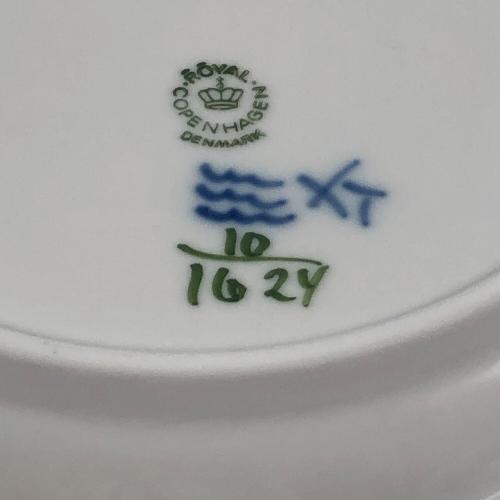 ROYAL
COPENHAGEN
DENMARK
XT
10
1624